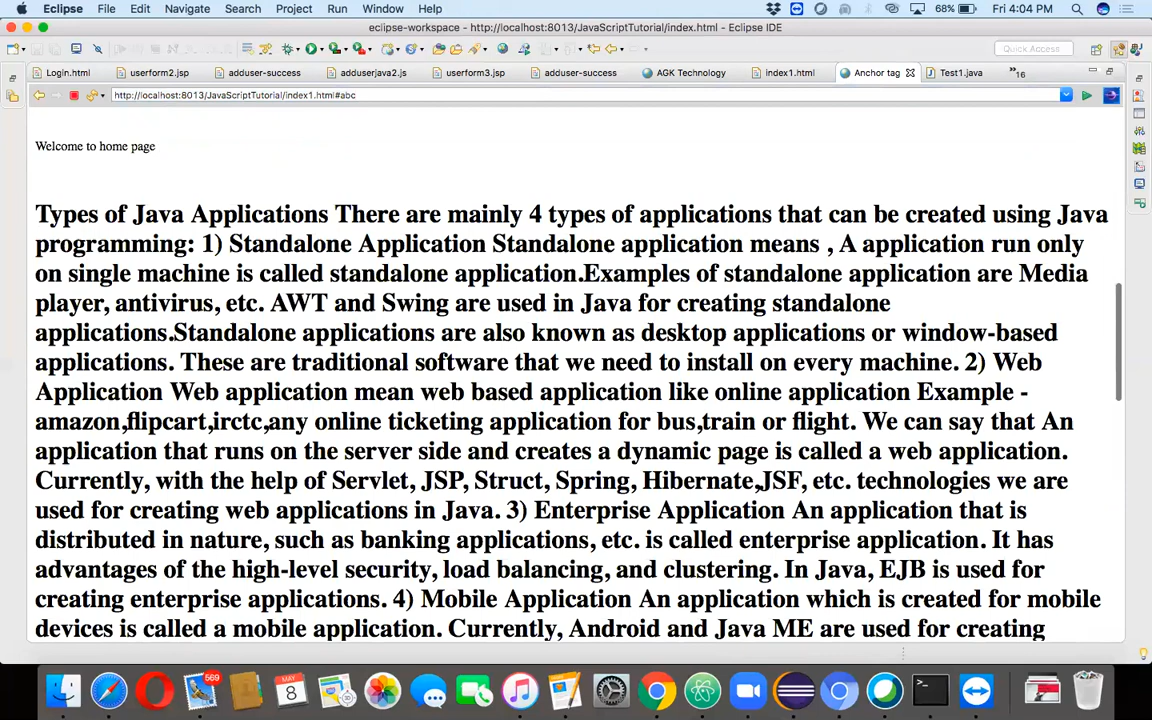 Eclipse File Edit Navigate Search Project Run Window Help 68% Fri 4:04 PM
eclipse-workspace - http://localhost:8013/JavaScriptTutorial/index.html - Eclipse IDE
Quick Access
Login.html userform2.jsp adduser-success adduserjava2.js userform3.jsp adduser-success AGK Technology index1.html Anchor tag Test1.java »16
http://localhost:8013/JavaScriptTutorial/index1.html#abc
Welcome to home page
Types of Java Applications There are mainly 4 types of applications that can be created using Java
programming: 1) Standalone Application Standalone application means , A application run only
on single machine is called standalone application.Examples of standalone application are Media
player, antivirus, etc. AWT and Swing are used in Java for creating standalone
applications.Standalone applications are also known as desktop applications or window-based
applications. These are traditional software that we need to install on every machine. 2) Web
Application Web application mean web based application like online application Example -
amazon,flipcart,irctc,any online ticketing application for bus,train or flight. We can say that An
application that runs on the server side and creates a dynamic page is called a web application.
Currently, with the help of Servlet, JSP, Struct, Spring, Hibernate,JSF, etc. technologies we are
used for creating web applications in Java. 3) Enterprise Application An application that is
distributed in nature, such as banking applications, etc. is called enterprise application. It has
advantages of the high-level security, load balancing, and clustering. In Java, EJB is used for
creating enterprise applications. 4) Mobile Application An application which is created for mobile
devices is called a mobile application. Currently, Android and Java ME are used for creating
569
MAY
8